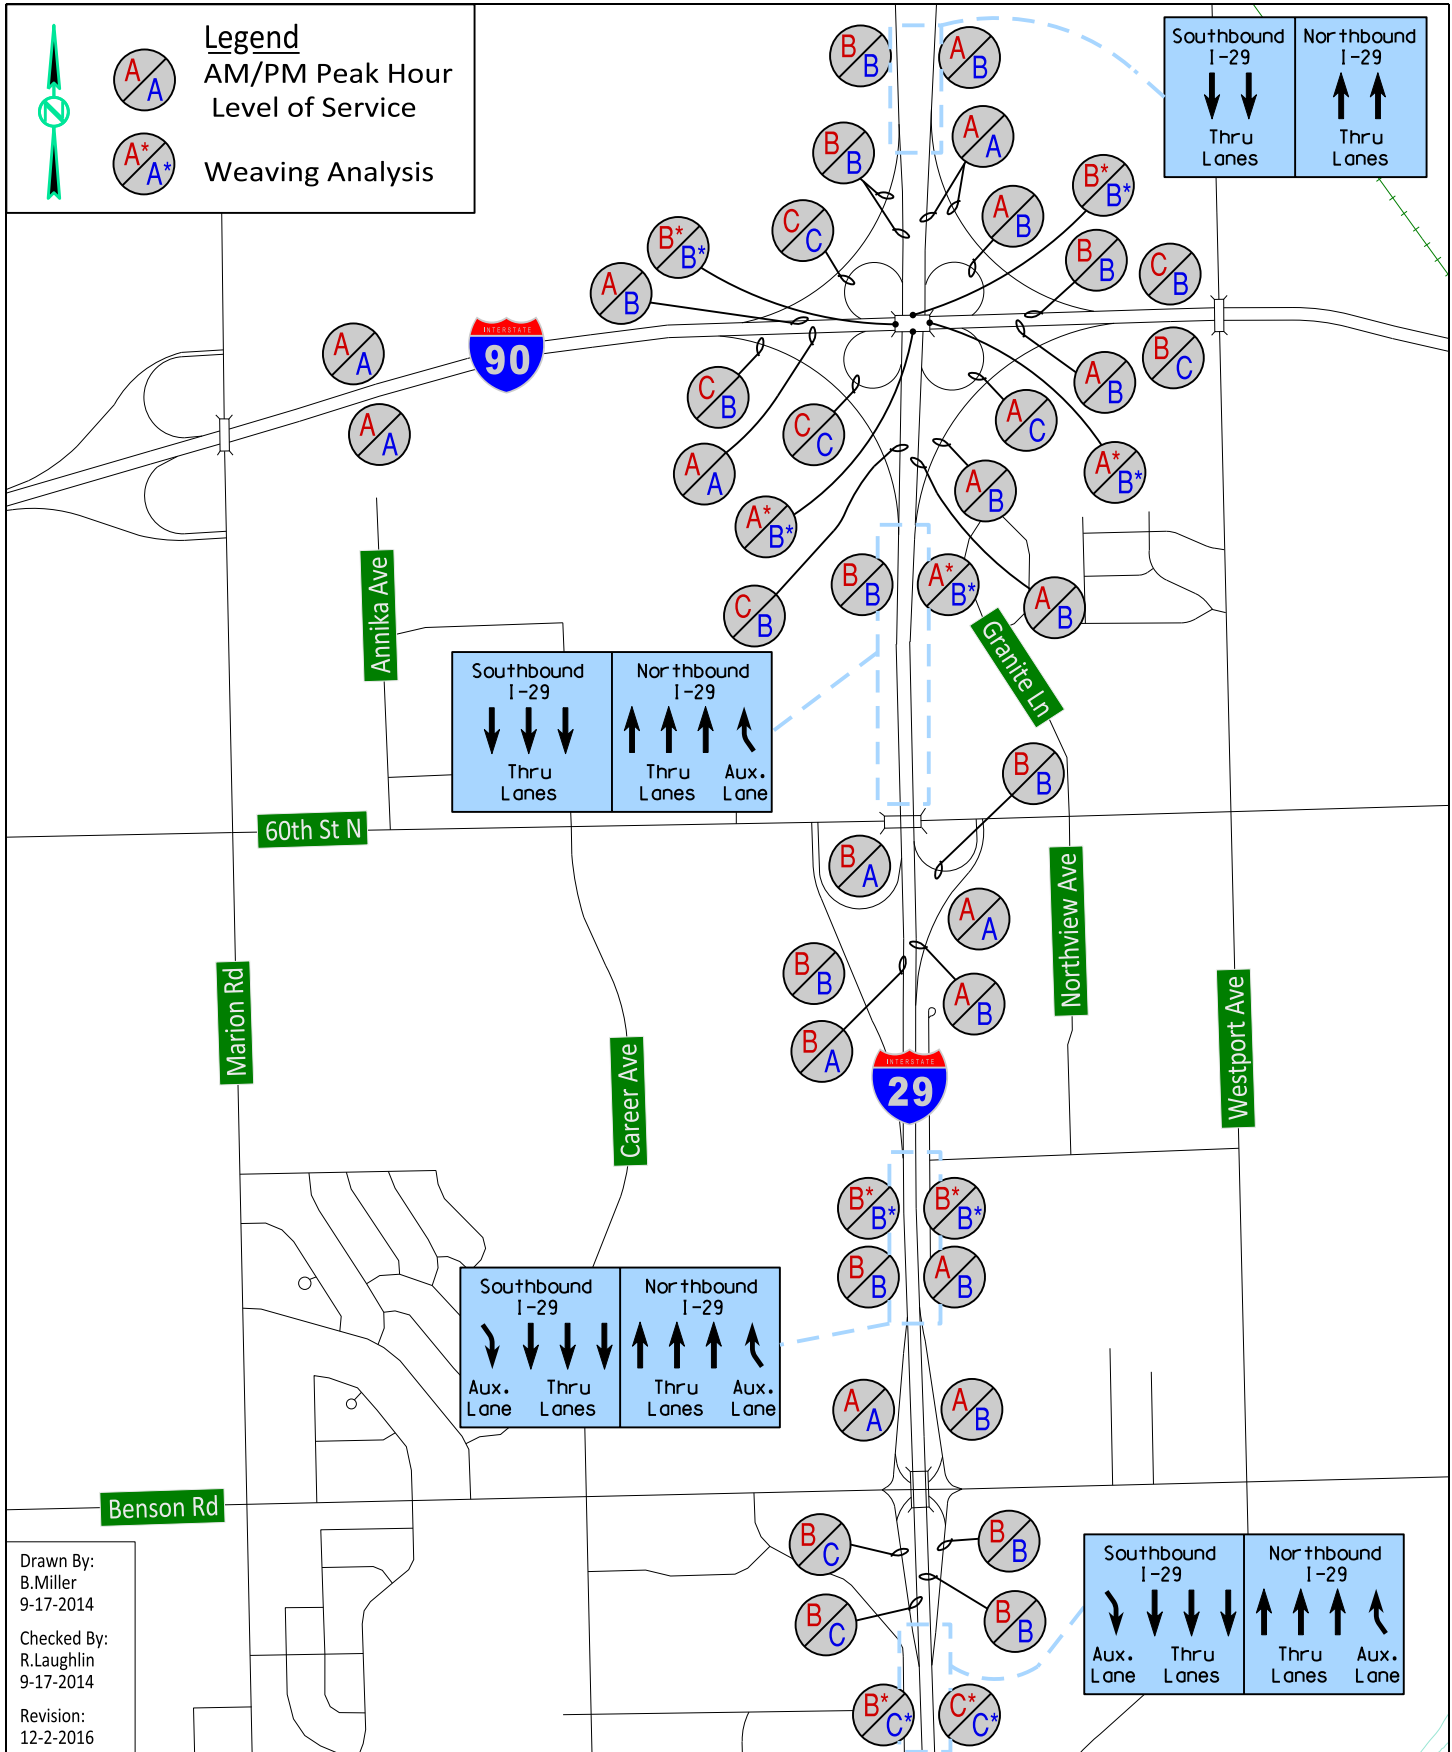 Legend
A A
AM/PM Peak Hour
Level of Service
A* A*
Weaving Analysis
N
Southbound
I-29
Thru
Lanes
Northbound
I-29
Thru
Lanes
B B
A B
B B
A A
B* B*
A B
C C
B* B*
B B
C B
A B
A A
INTERSTATE
90
B C
A B
C B
A A
C C
A C
A A
A* B*
A B
A* B*
B B
A* B*
A B
C B
Annika Ave
Granite Ln
Southbound
I-29
Thru
Lanes
Northbound
I-29
Thru
Lanes
Aux.
Lane
B B
60th St N
B A
A A
Northview Ave
B B
A B
B A
Marion Rd
Career Ave
Westport Ave
INTERSTATE
29
B* B*
B* B*
B B
A B
Southbound
I-29
Aux.
Lane
Thru
Lanes
Northbound
I-29
Thru
Lanes
Aux.
Lane
A A
A B
Benson Rd
B C
B B
B C
B B
Southbound
I-29
Aux.
Lane
Thru
Lanes
Northbound
I-29
Thru
Lanes
Aux.
Lane
B* C*
C* C*
Drawn By:
B.Miller
9-17-2014
Checked By:
R.Laughlin
9-17-2014
Revision:
12-2-2016